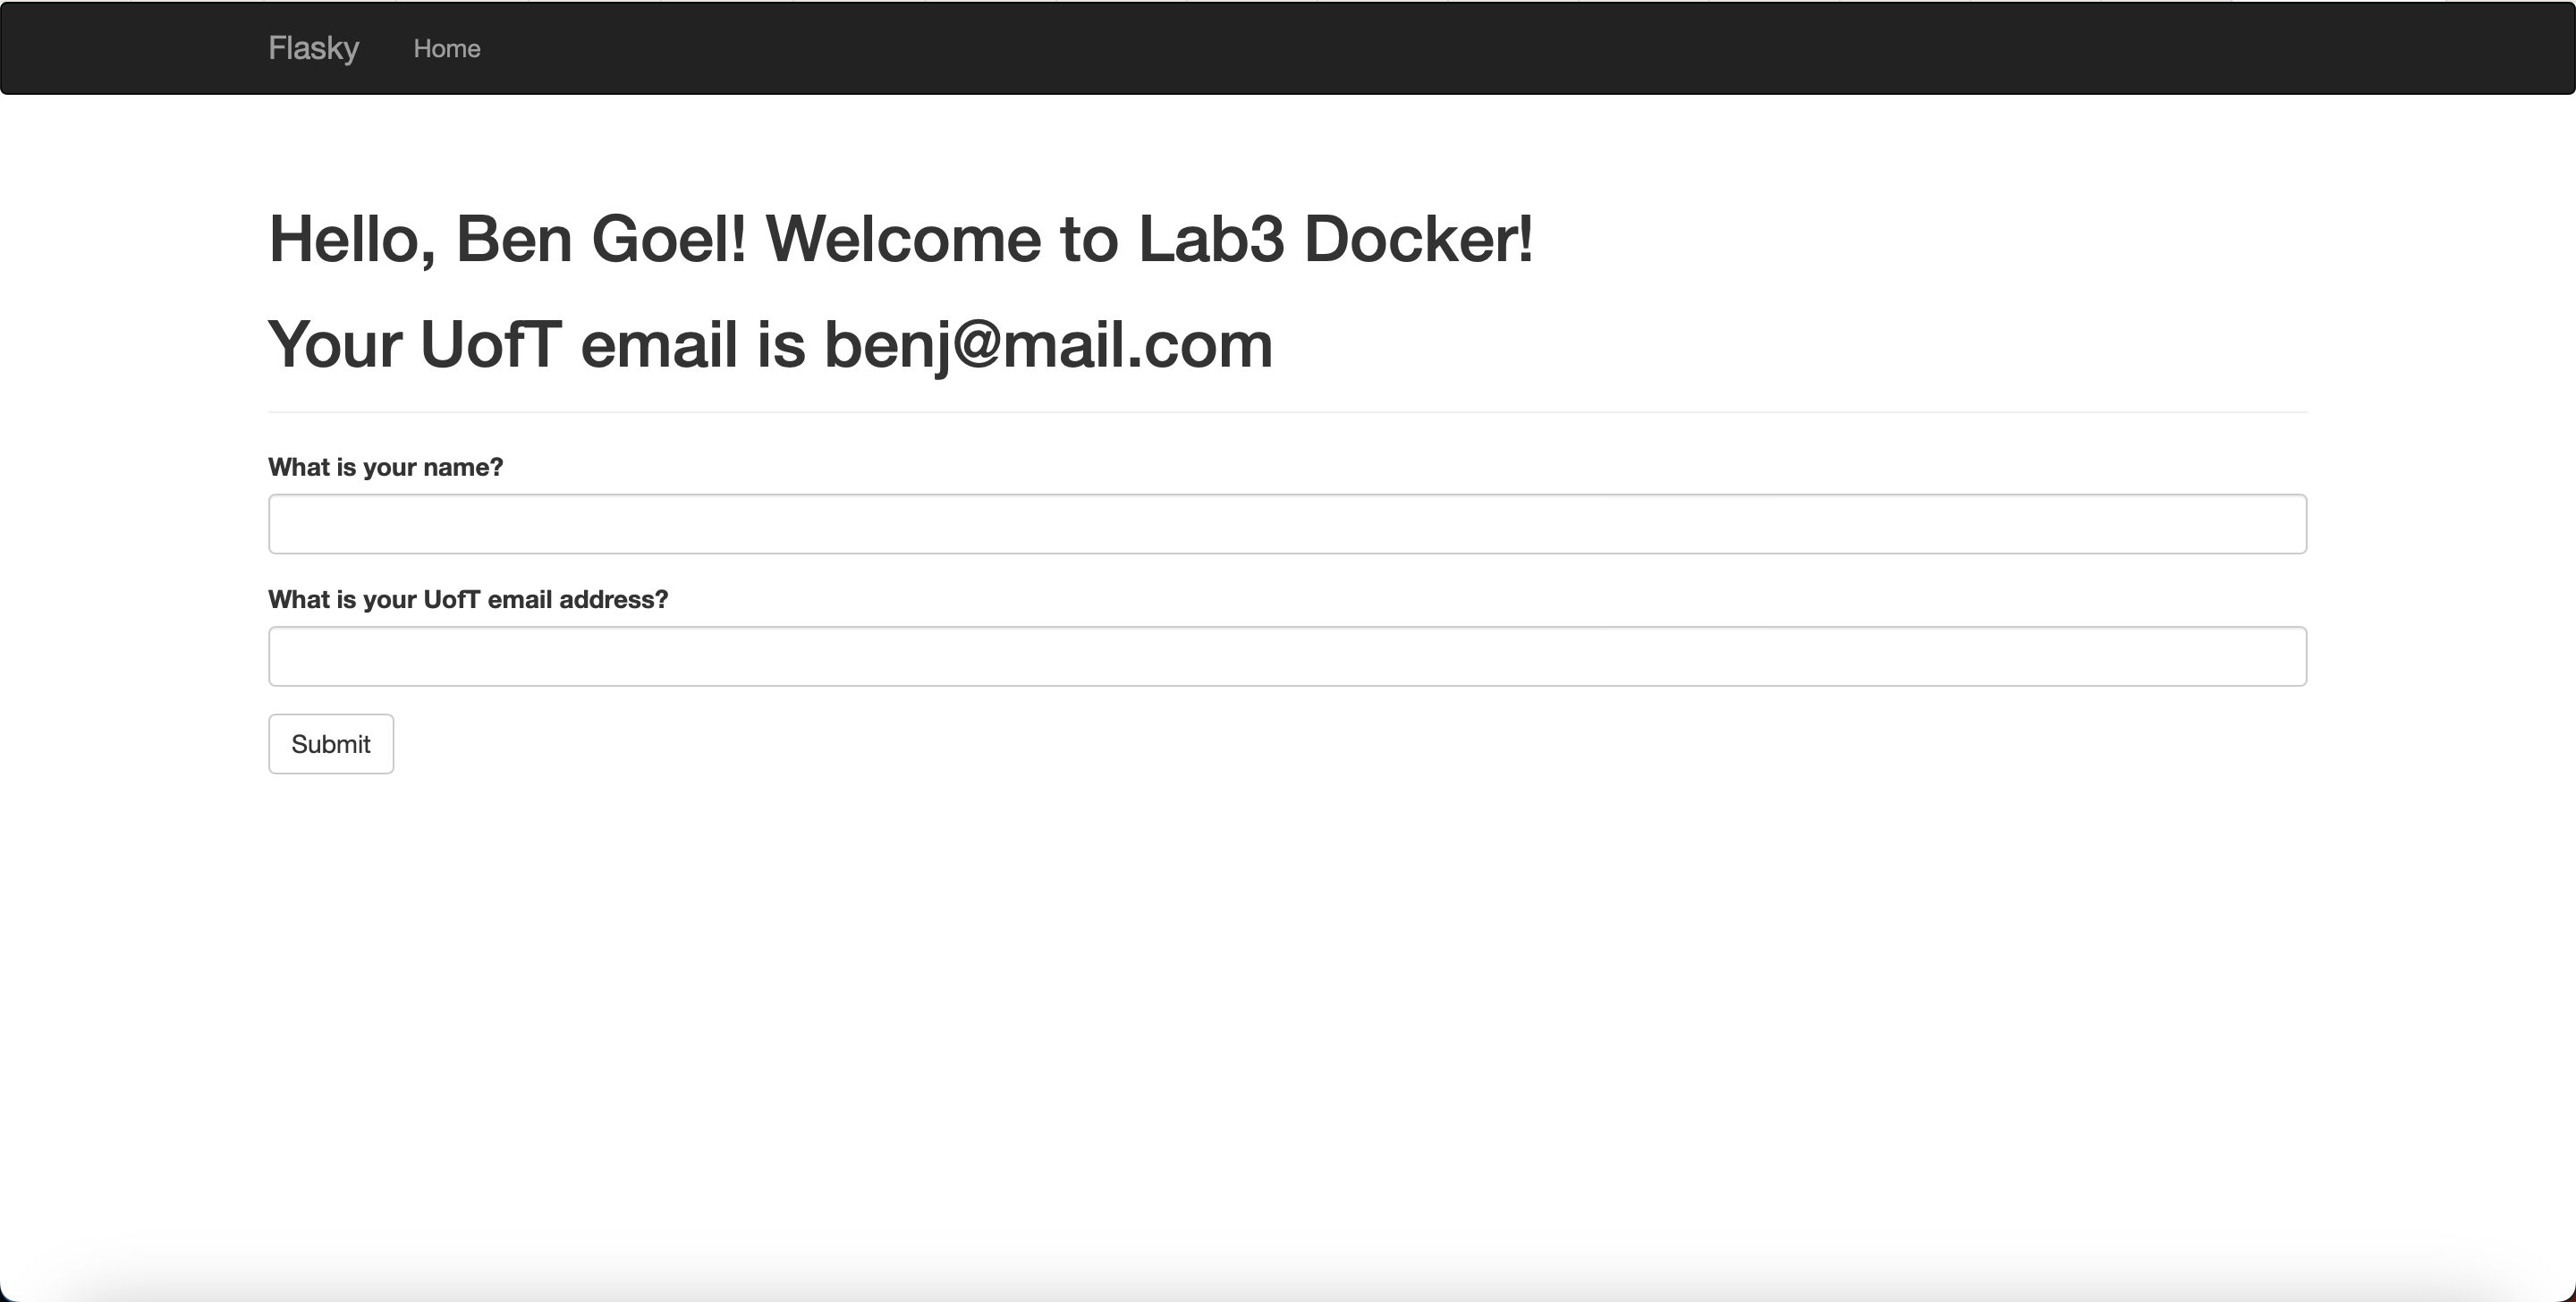 Flasky Home
Hello, Ben Goel! Welcome to Lab3 Docker!
Your UofT email is benj@mail.com
What is your name?
What is your UofT email address?
Submit